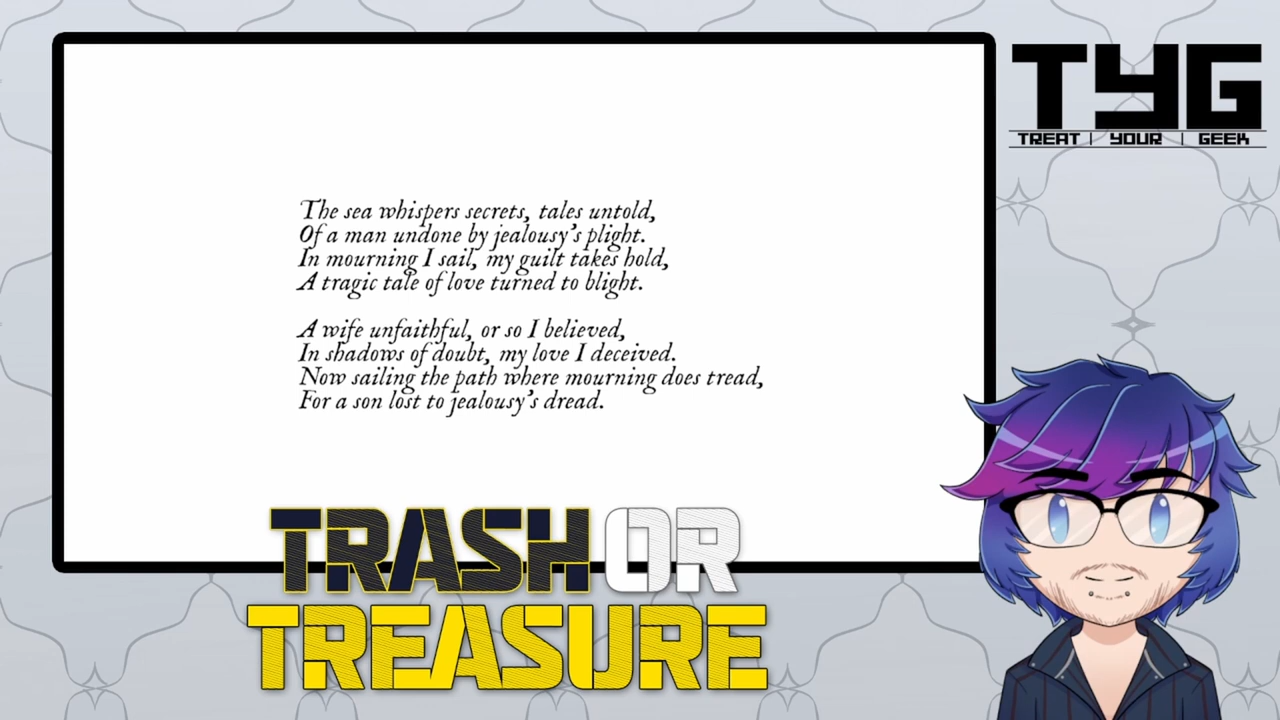 The sea whispers secrets, tales untold,
Of a man undone by jealousy's plight.
In mourning I sail, my guilt takes hold,
A tragic tale of love turned to blight.
A wife unfaithful, or so I believed,
In shadows of doubt, my love I deceived.
Now sailing the path where mourning does tread,
For a son lost to jealousy's dread.
TRASH OR
TREASURE
TYG
TREAT | YOUR | GEEK